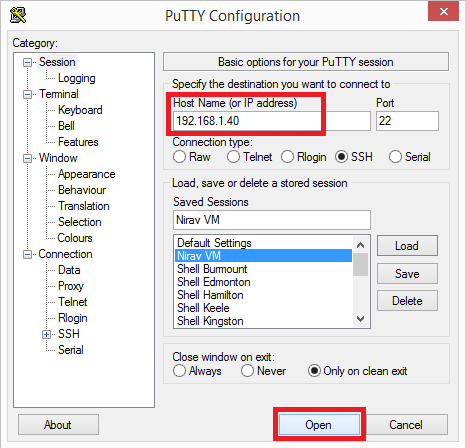 PuTTY Configuration
Category:
Session
Logging
Terminal
Keyboard
Bell
Features
Window
Appearance
Behaviour
Translation
Selection
Colours
Connection
Data
Proxy
Telnet
Rlogin
SSH
Serial
Basic options for your PuTTY session
Specify the destination you want to connect to
Host Name (or IP address) Port
192.168.1.40 22
Connection type:
Raw Telnet Rlogin SSH Serial
Load, save or delete a stored session
Saved Sessions
Nirav VM
Default Settings
Nirav VM
Shell Burmount
Shell Edmonton
Shell Hamilton
Shell Keele
Shell Kingston
Load
Save
Delete
Close window on exit:
Always Never Only on clean exit
About Open Cancel